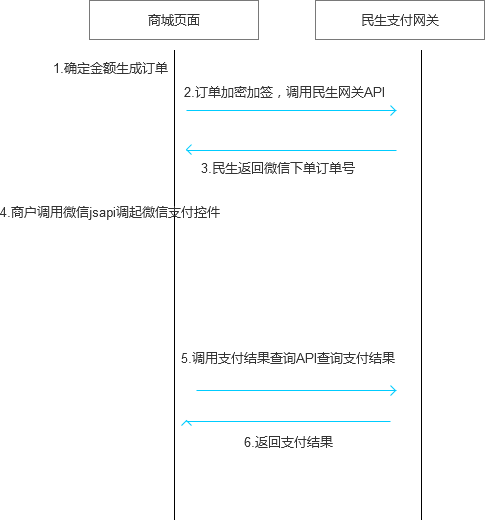 商城页面
民生支付网关
1.确定金额生成订单
2.订单加密加签，调用民生网关API
3.民生返回微信下单订单号
4.商户调用微信jsapi调起微信支付控件
5.调用支付结果查询API查询支付结果
6.返回支付结果